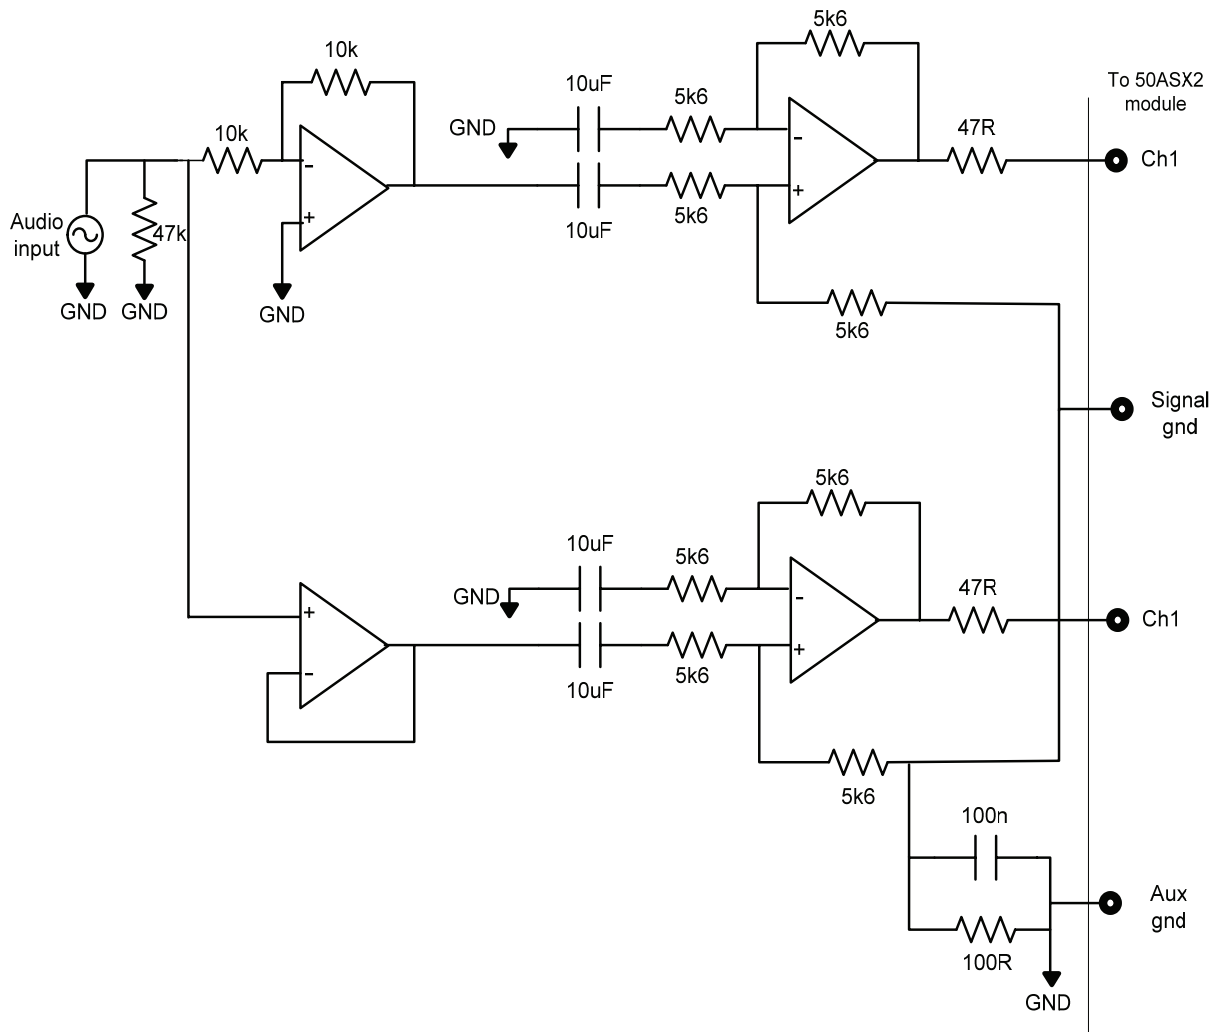 5k6
10k
10uF
5k6
To 50ASX2
module
GND
10k
-
-
47R
Ch1
+
+
Audio
input
47k
5k6
10uF
GND
GND
GND
5k6
Signal
gnd
5k6
10uF
5k6
47R
GND
-
+
Ch1
+
-
5k6
10uF
5k6
100n
Aux
gnd
100R
GND